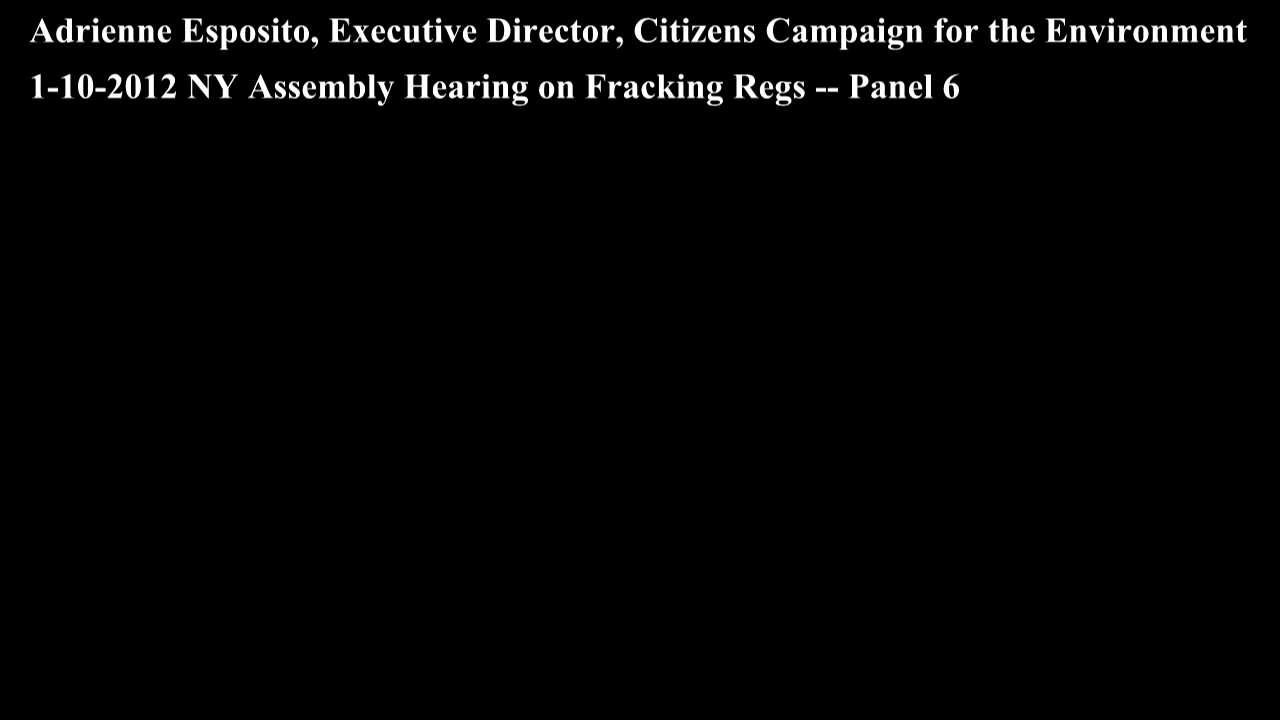 Adrienne Esposito, Executive Director, Citizens Campaign for the Environment
1-10-2012 NY Assembly Hearing on Fracking Regs -- Panel 6